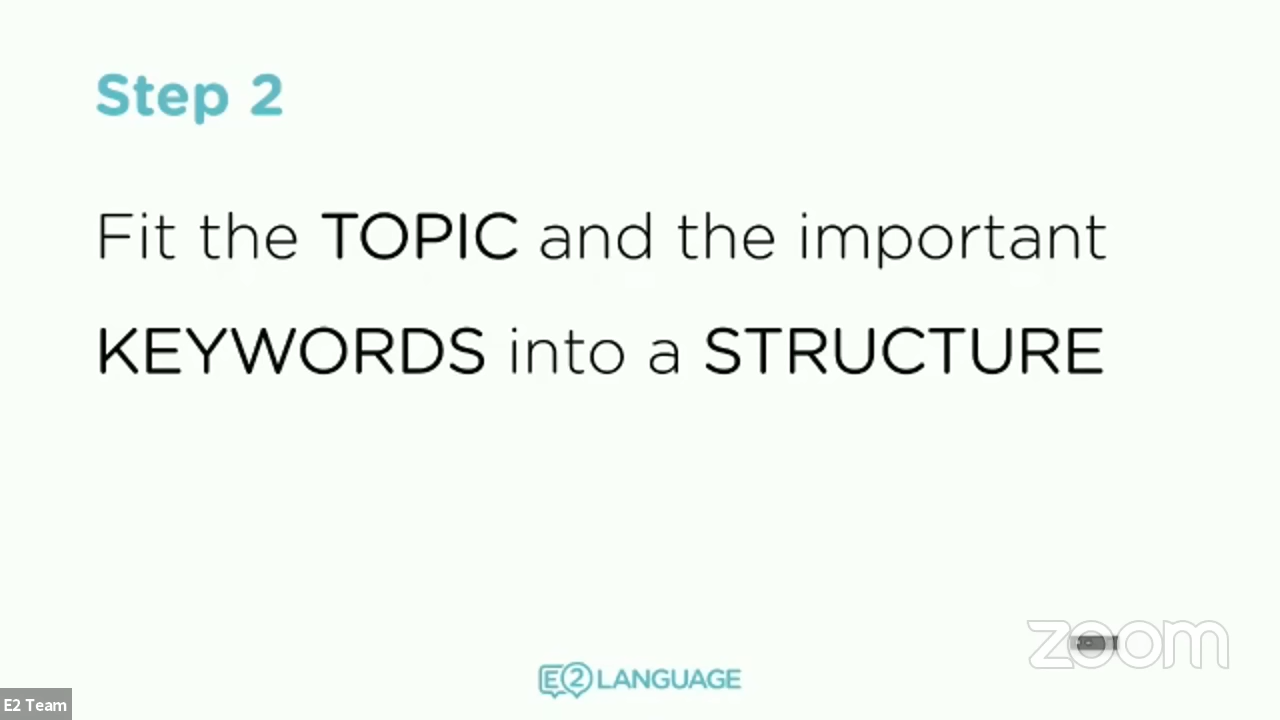 Step 2
Fit the TOPIC and the important
KEYWORDS into a STRUCTURE
zoom
E2 LANGUAGE
E2 Team